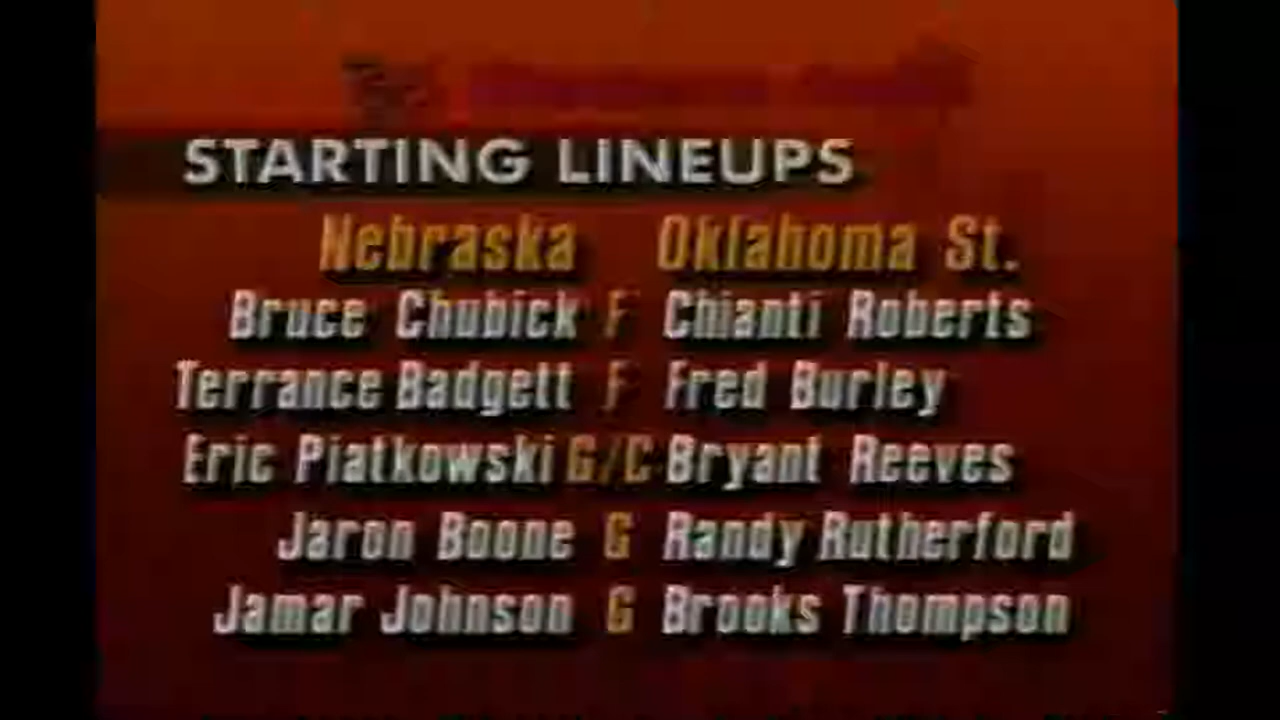 STARTING LINEUPS
Nebraska Oklahoma St.
Bruce Chubick F Chianti Roberts
Terrance Badgett F Fred Burley
Eric Piatkowski G/C Bryant Reeves
Jaron Boone G Randy Rutherford
Jamar Johnson G Brooks Thompson